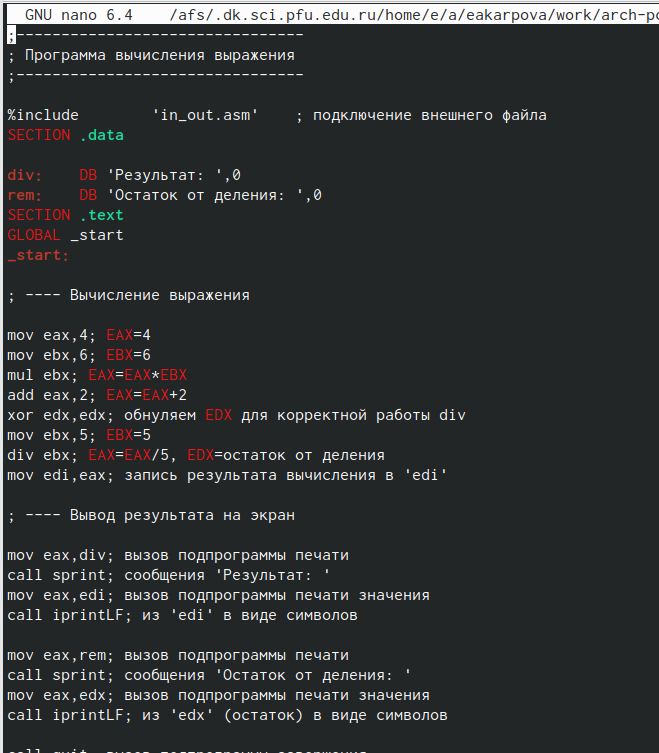 GNU nano 6.4 /afs/.dk.sci.pfu.edu.ru/home/e/a/eakarpova/work/arch-pc
;--------------------------------
; Программа вычисления выражения
;--------------------------------
%include 'in_out.asm' ; подключение внешнего файла
SECTION .data
div: DB 'Результат: ',0
rem: DB 'Остаток от деления: ',0
SECTION .text
GLOBAL _start
_start:
; ---- Вычисление выражения
mov eax,4; EAX=4
mov ebx,6; EBX=6
mul ebx; EAX=EAX*EBX
add eax,2; EAX=EAX+2
xor edx,edx; обнуляем EDX для корректной работы div
mov ebx,5; EBX=5
div ebx; EAX=EAX/5, EDX=остаток от деления
mov edi,eax; запись результата вычисления в 'edi'
; ---- Вывод результата на экран
mov eax,div; вызов подпрограммы печати
call sprint; сообщения 'Результат: '
mov eax,edi; вызов подпрограммы печати значения
call iprintLF; из 'edi' в виде символов
mov eax,rem; вызов подпрограммы печати
call sprint; сообщения 'Остаток от деления: '
mov eax,edx; вызов подпрограммы печати значения
call iprintLF; из 'edx' (остаток) в виде символов
call quit; вызов подпрограммы завершения